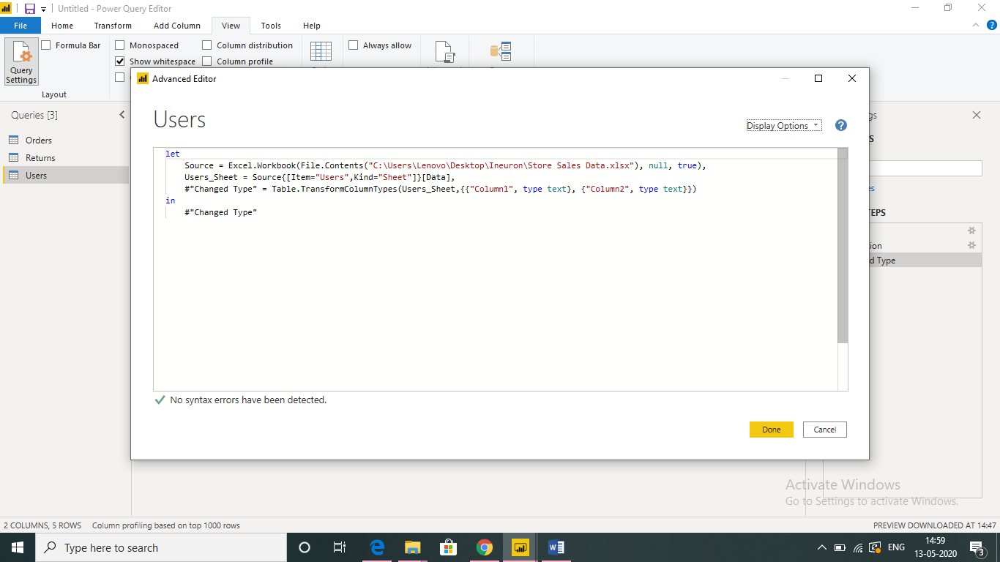 Untitled - Power Query Editor
File Home Transform Add Column View Tools Help
Query Settings
Formula Bar
Monospaced
Show whitespace
Column distribution
Column profile
Always allow
Layout
Advanced Editor
Queries [3]
Orders
Returns
Users
Users
Display Options
let
Source = Excel.Workbook(File.Contents("C:\Users\Lenovo\Desktop\Ineuron\Store Sales Data.xlsx"), null, true),
Users_Sheet = Source{[Item="Users",Kind="Sheet"]}[Data],
#"Changed Type" = Table.TransformColumnTypes(Users_Sheet,{{"Column1", type text}, {"Column2", type text}})
in
#"Changed Type"
No syntax errors have been detected.
Done Cancel
gs
S
es
TEPS
ion
d Type
Activate Windows
Go to Settings to activate Windows.
2 COLUMNS, 5 ROWS Column profiling based on top 1000 rows
PREVIEW DOWNLOADED AT 14:47
Type here to search
ENG
14:59
13-05-2020
3